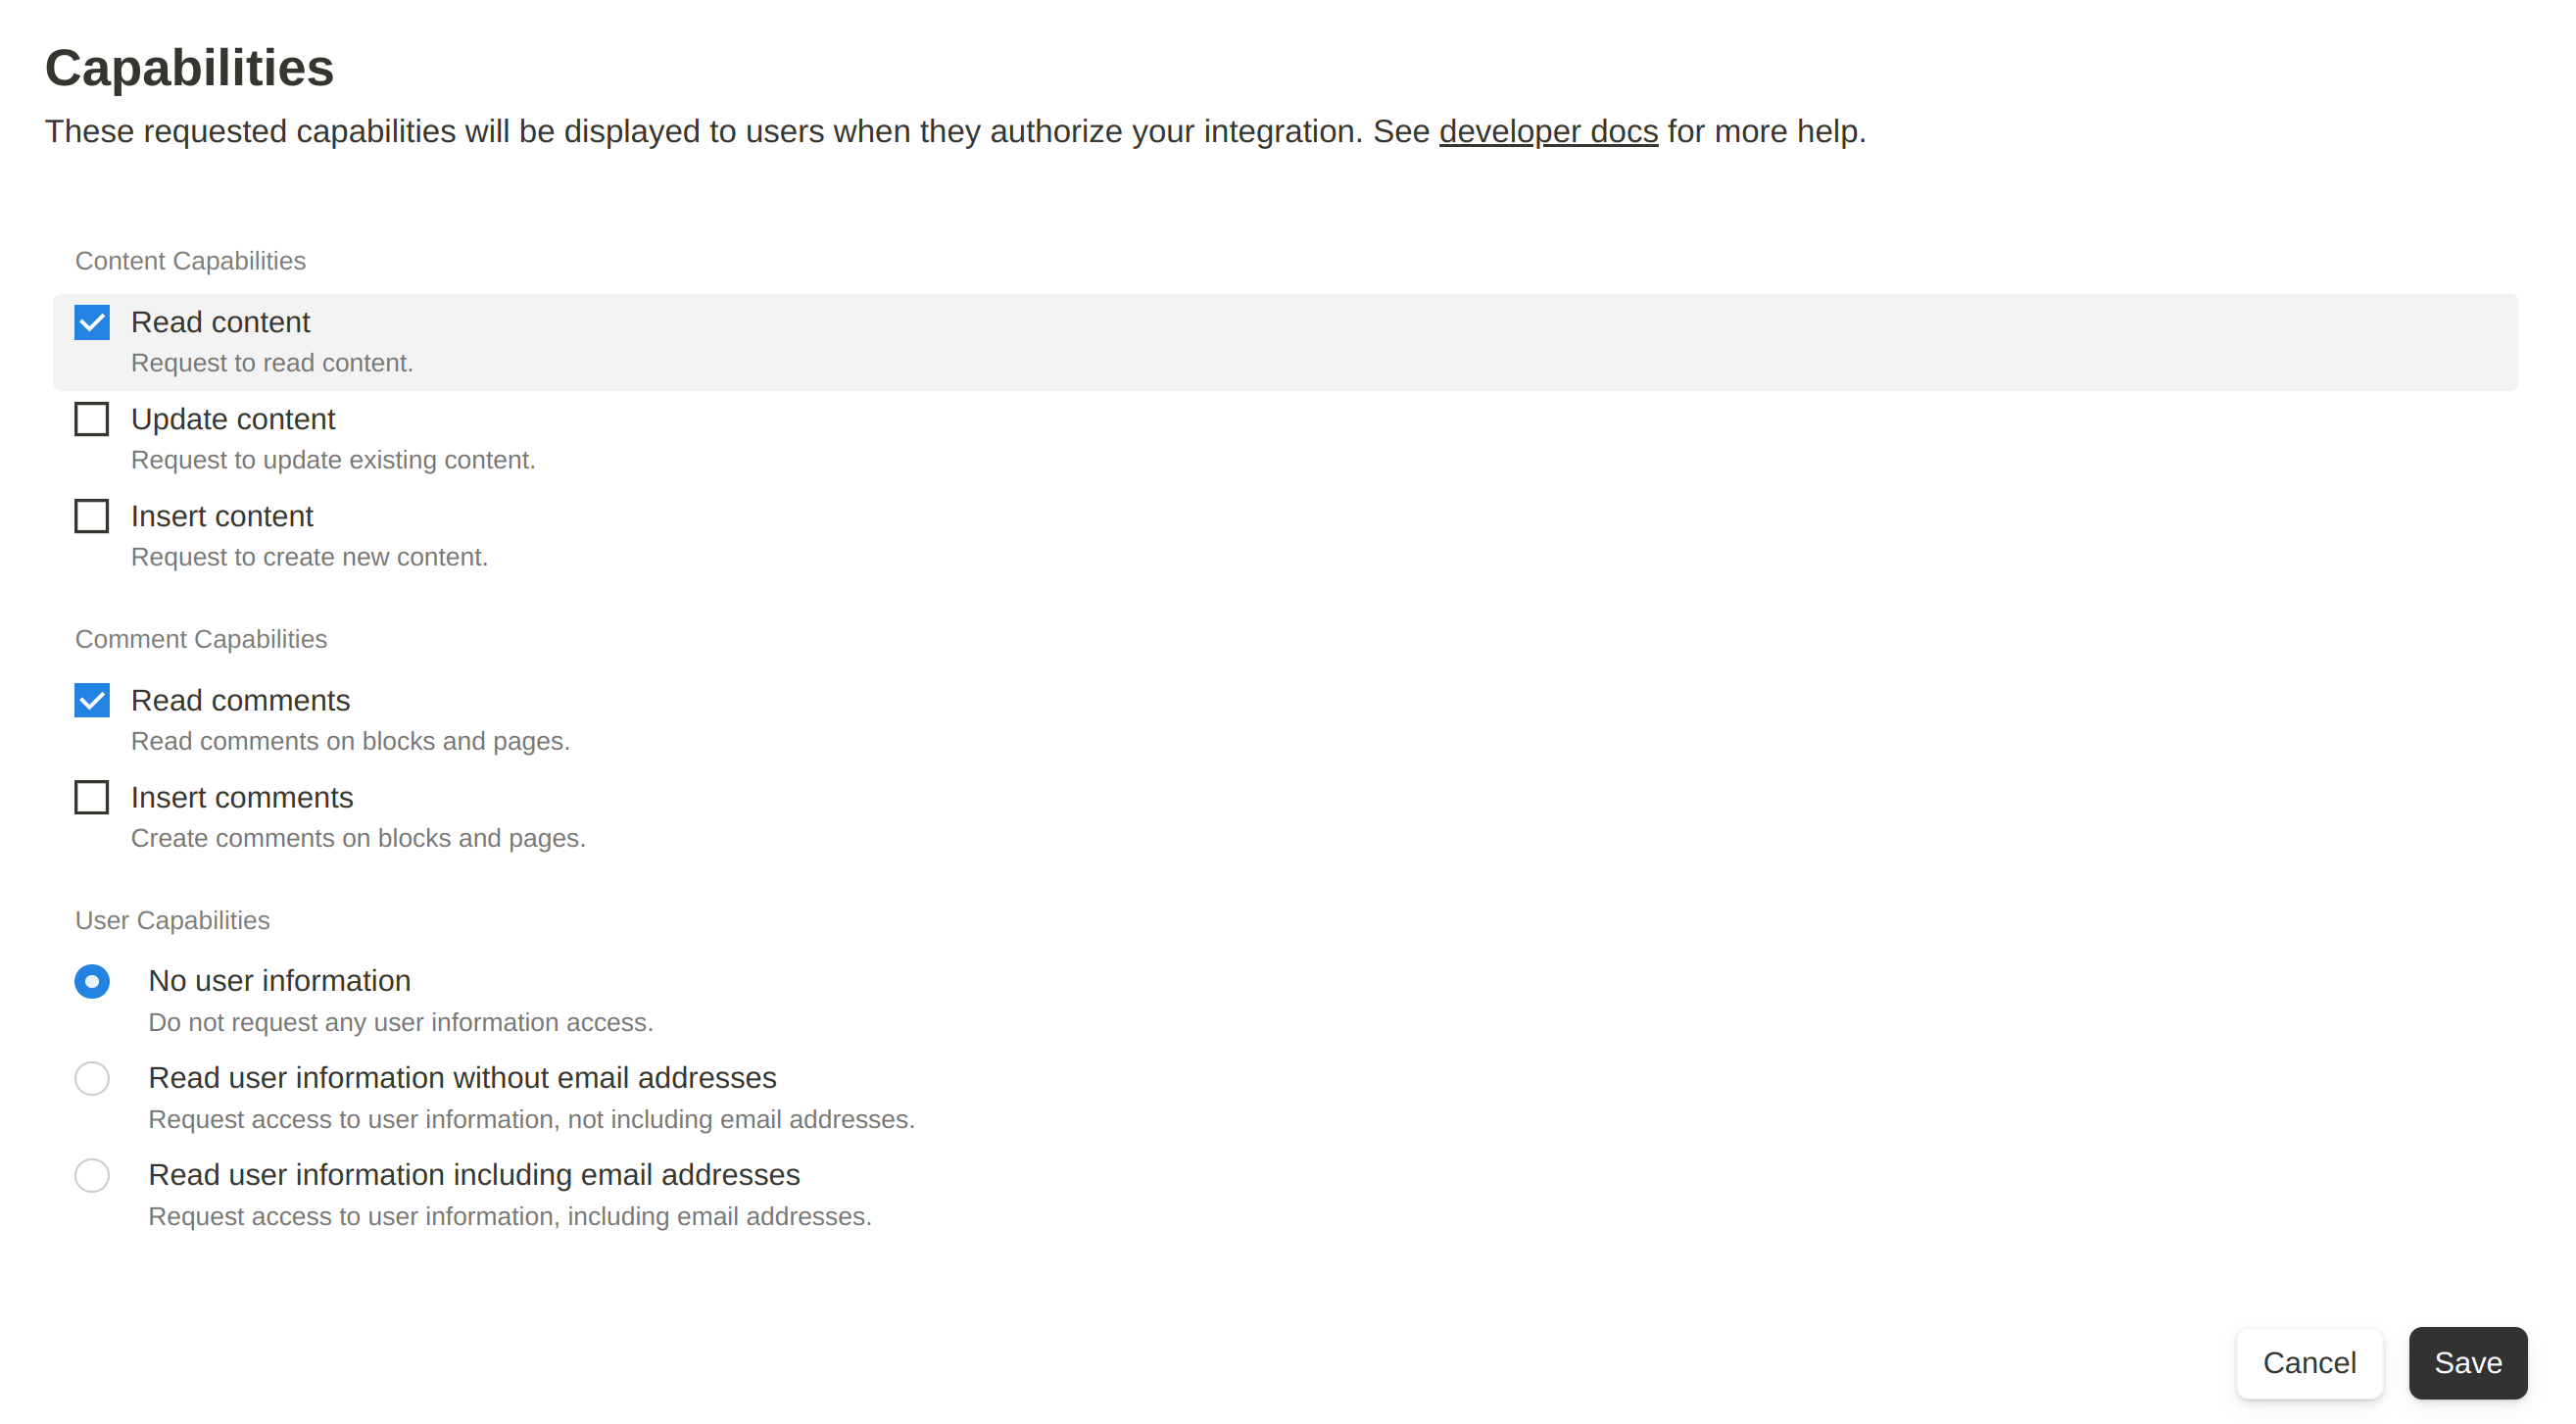 Capabilities
These requested capabilities will be displayed to users when they authorize your integration. See developer docs for more help.
Content Capabilities
Read content
Request to read content.
Update content
Request to update existing content.
Insert content
Request to create new content.
Comment Capabilities
Read comments
Read comments on blocks and pages.
Insert comments
Create comments on blocks and pages.
User Capabilities
No user information
Do not request any user information access.
Read user information without email addresses
Request access to user information, not including email addresses.
Read user information including email addresses
Request access to user information, including email addresses.
Cancel Save